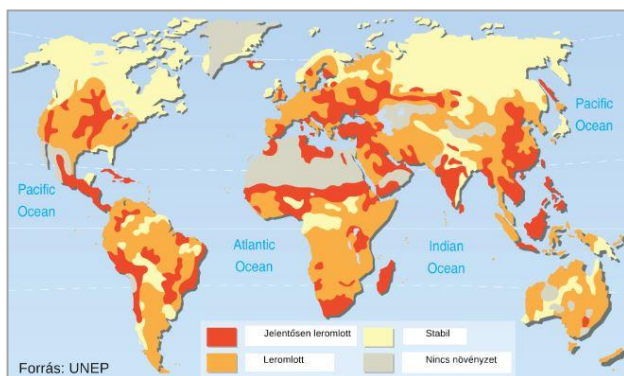 Pacific
Ocean
Pacific
Ocean
Atlantic
Ocean
Indian
Ocean
Jelentősen leromlott
Stabil
Leromlott
Nincs növényzet
Forrás: UNEP